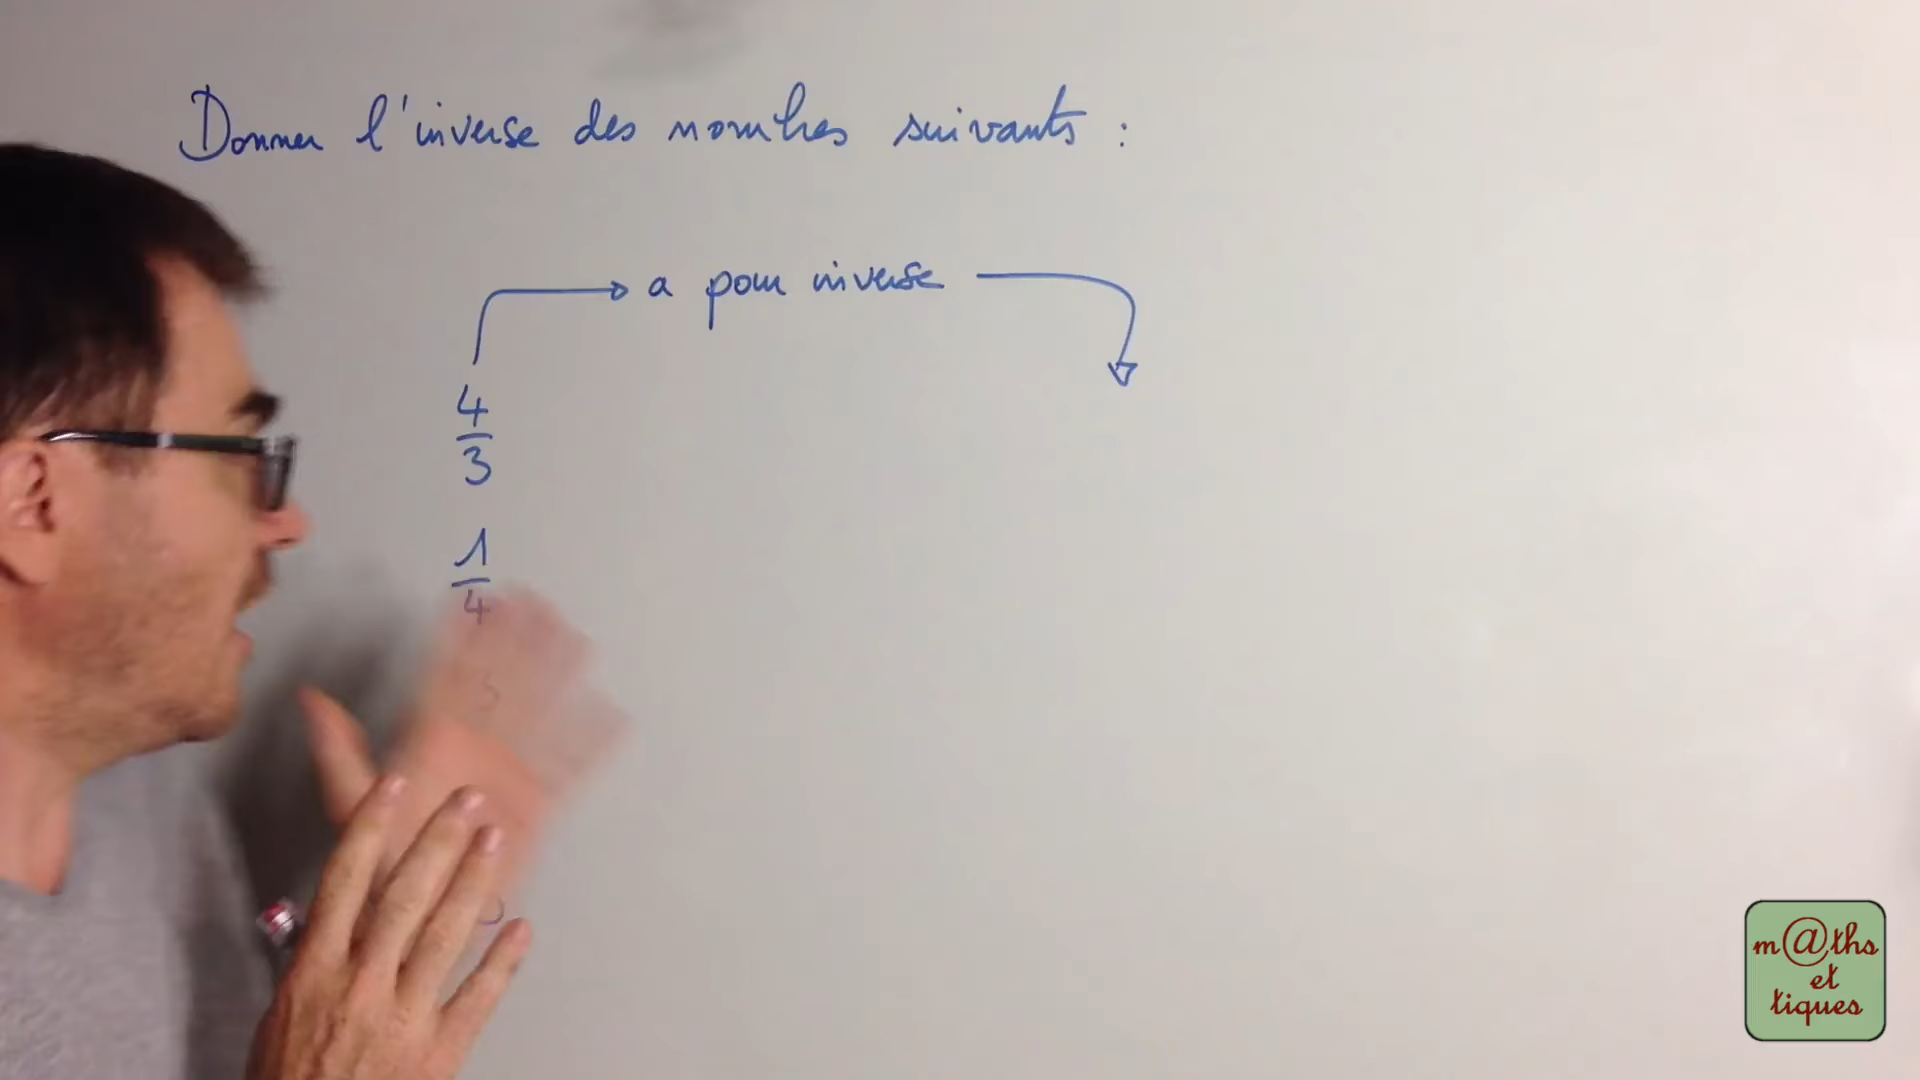 Donner l'inverse des nombres suivants :
a pour inverse
4
3
1
4
m@ths
et
tiques